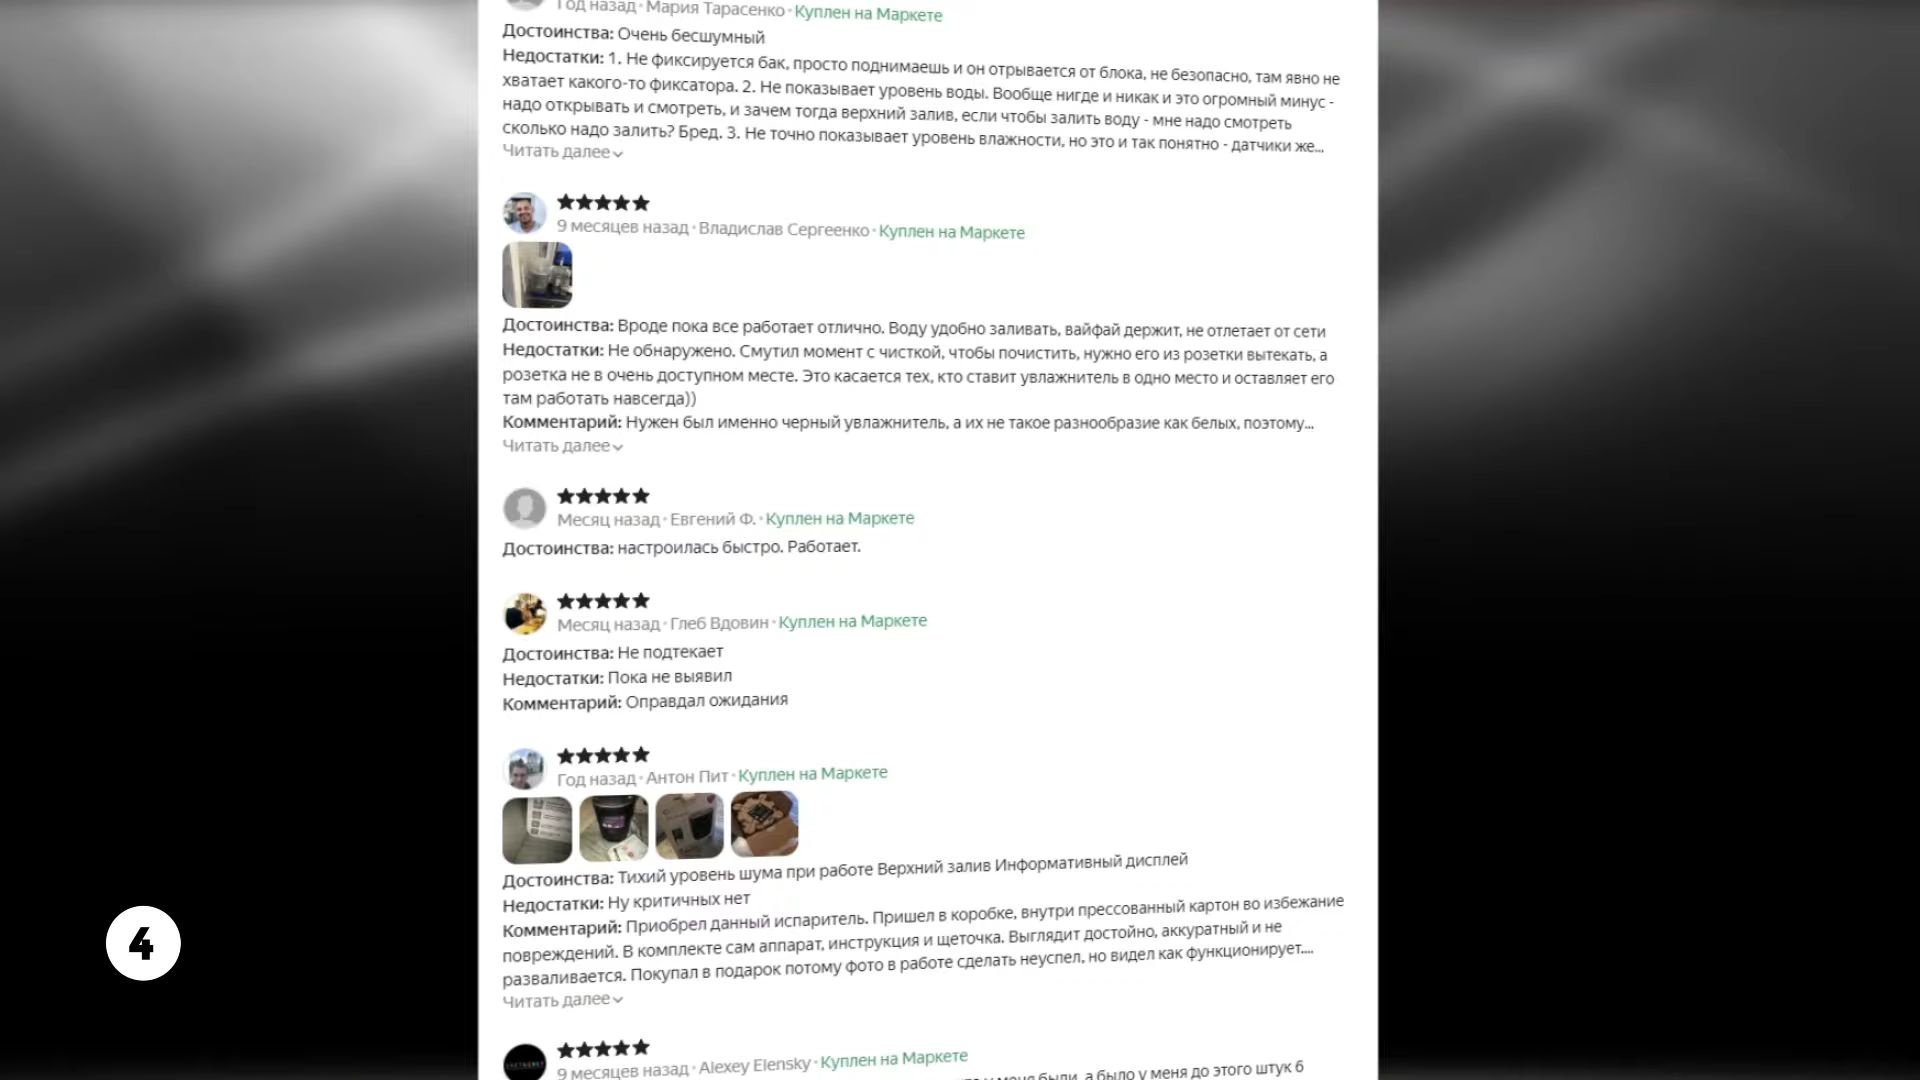 Год назад · Мария Тарасенко · Куплен на Маркете
Достоинства: Очень бесшумный
Недостатки: 1. Не фиксируется бак, просто поднимаешь и он отрывается от блока, не безопасно, там явно не
хватает какого-то фиксатора. 2. Не показывает уровень воды. Вообще нигде и никак и это огромный минус -
надо открывать и смотреть, и зачем тогда верхний залив, если чтобы залить воду - мне надо смотреть
сколько надо залить? Бред. 3. Не точно показывает уровень влажности, но это и так понятно - датчики же...
Читать далее
9 месяцев назад · Владислав Сергеенко · Куплен на Маркете
Достоинства: Вроде пока все работает отлично. Воду удобно заливать, вайфай держит, не отлетает от сети
Недостатки: Не обнаружено. Смутил момент с чисткой, чтобы почистить, нужно его из розетки вытекать, а
розетка не в очень доступном месте. Это касается тех, кто ставит увлажнитель в одно место и оставляет его
там работать навсегда))
Комментарий: Нужен был именно черный увлажнитель, а их не такое разнообразие как белых, поэтому...
Читать далее
Месяц назад · Евгений Ф. · Куплен на Маркете
Достоинства: настроилась быстро. Работает.
Месяц назад · Глеб Вдовин · Куплен на Маркете
Достоинства: Не подтекает
Недостатки: Пока не выявил
Комментарий: Оправдал ожидания
Год назад · Антон Пит · Куплен на Маркете
Достоинства: Тихий уровень шума при работе Верхний залив Информативный дисплей
Недостатки: Ну критичных нет
Комментарий: Приобрел данный испаритель. Пришел в коробке, внутри прессованный картон во избежание
повреждений. В комплекте сам аппарат, инструкция и щеточка. Выглядит достойно, аккуратный и не
разваливается. Покупал в подарок потому фото в работе сделать неуспел, но видел как функционирует....
Читать далее
9 месяцев назад · Alexey Elensky · Куплен на Маркете
у меня были, а было у меня до этого штук 6
4